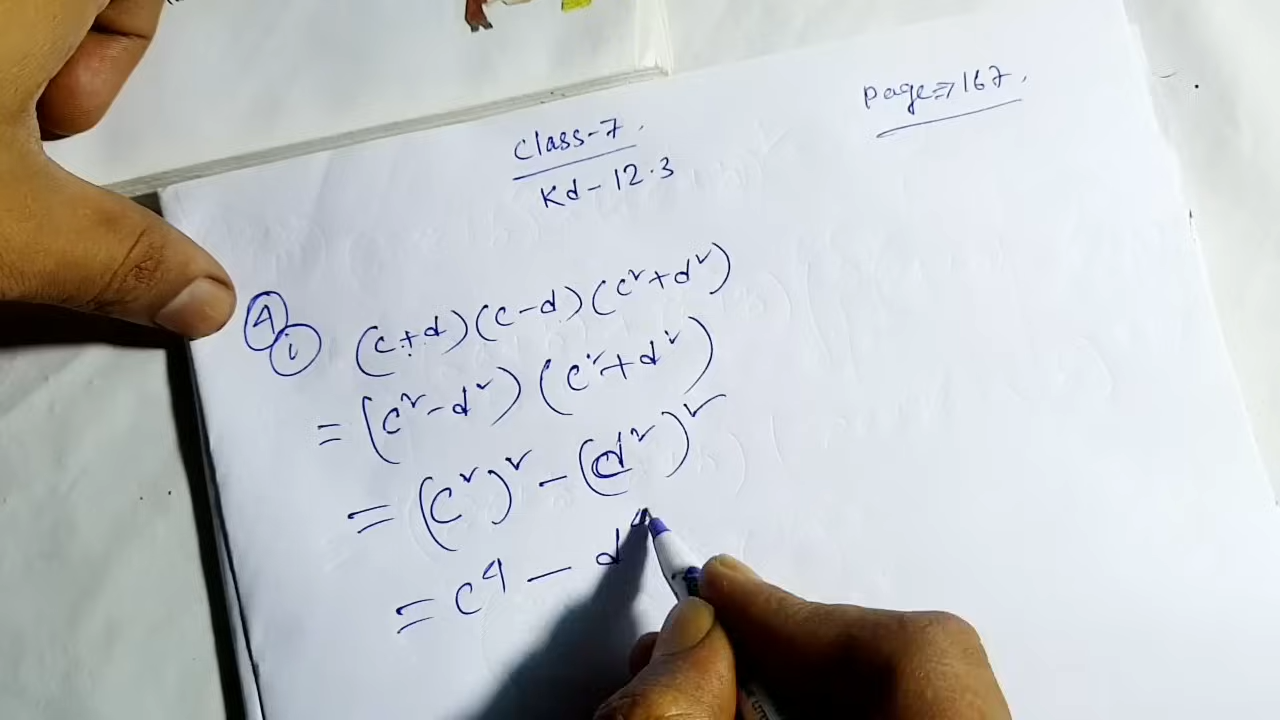 Page ⇒ 167.
Class-7.
Kd - 12.3
4 i (c+d)(c-d)(c²+d²)
= (c²-d²)(c²+d²)
= (c²)² - (d²)²
= c⁴ - d